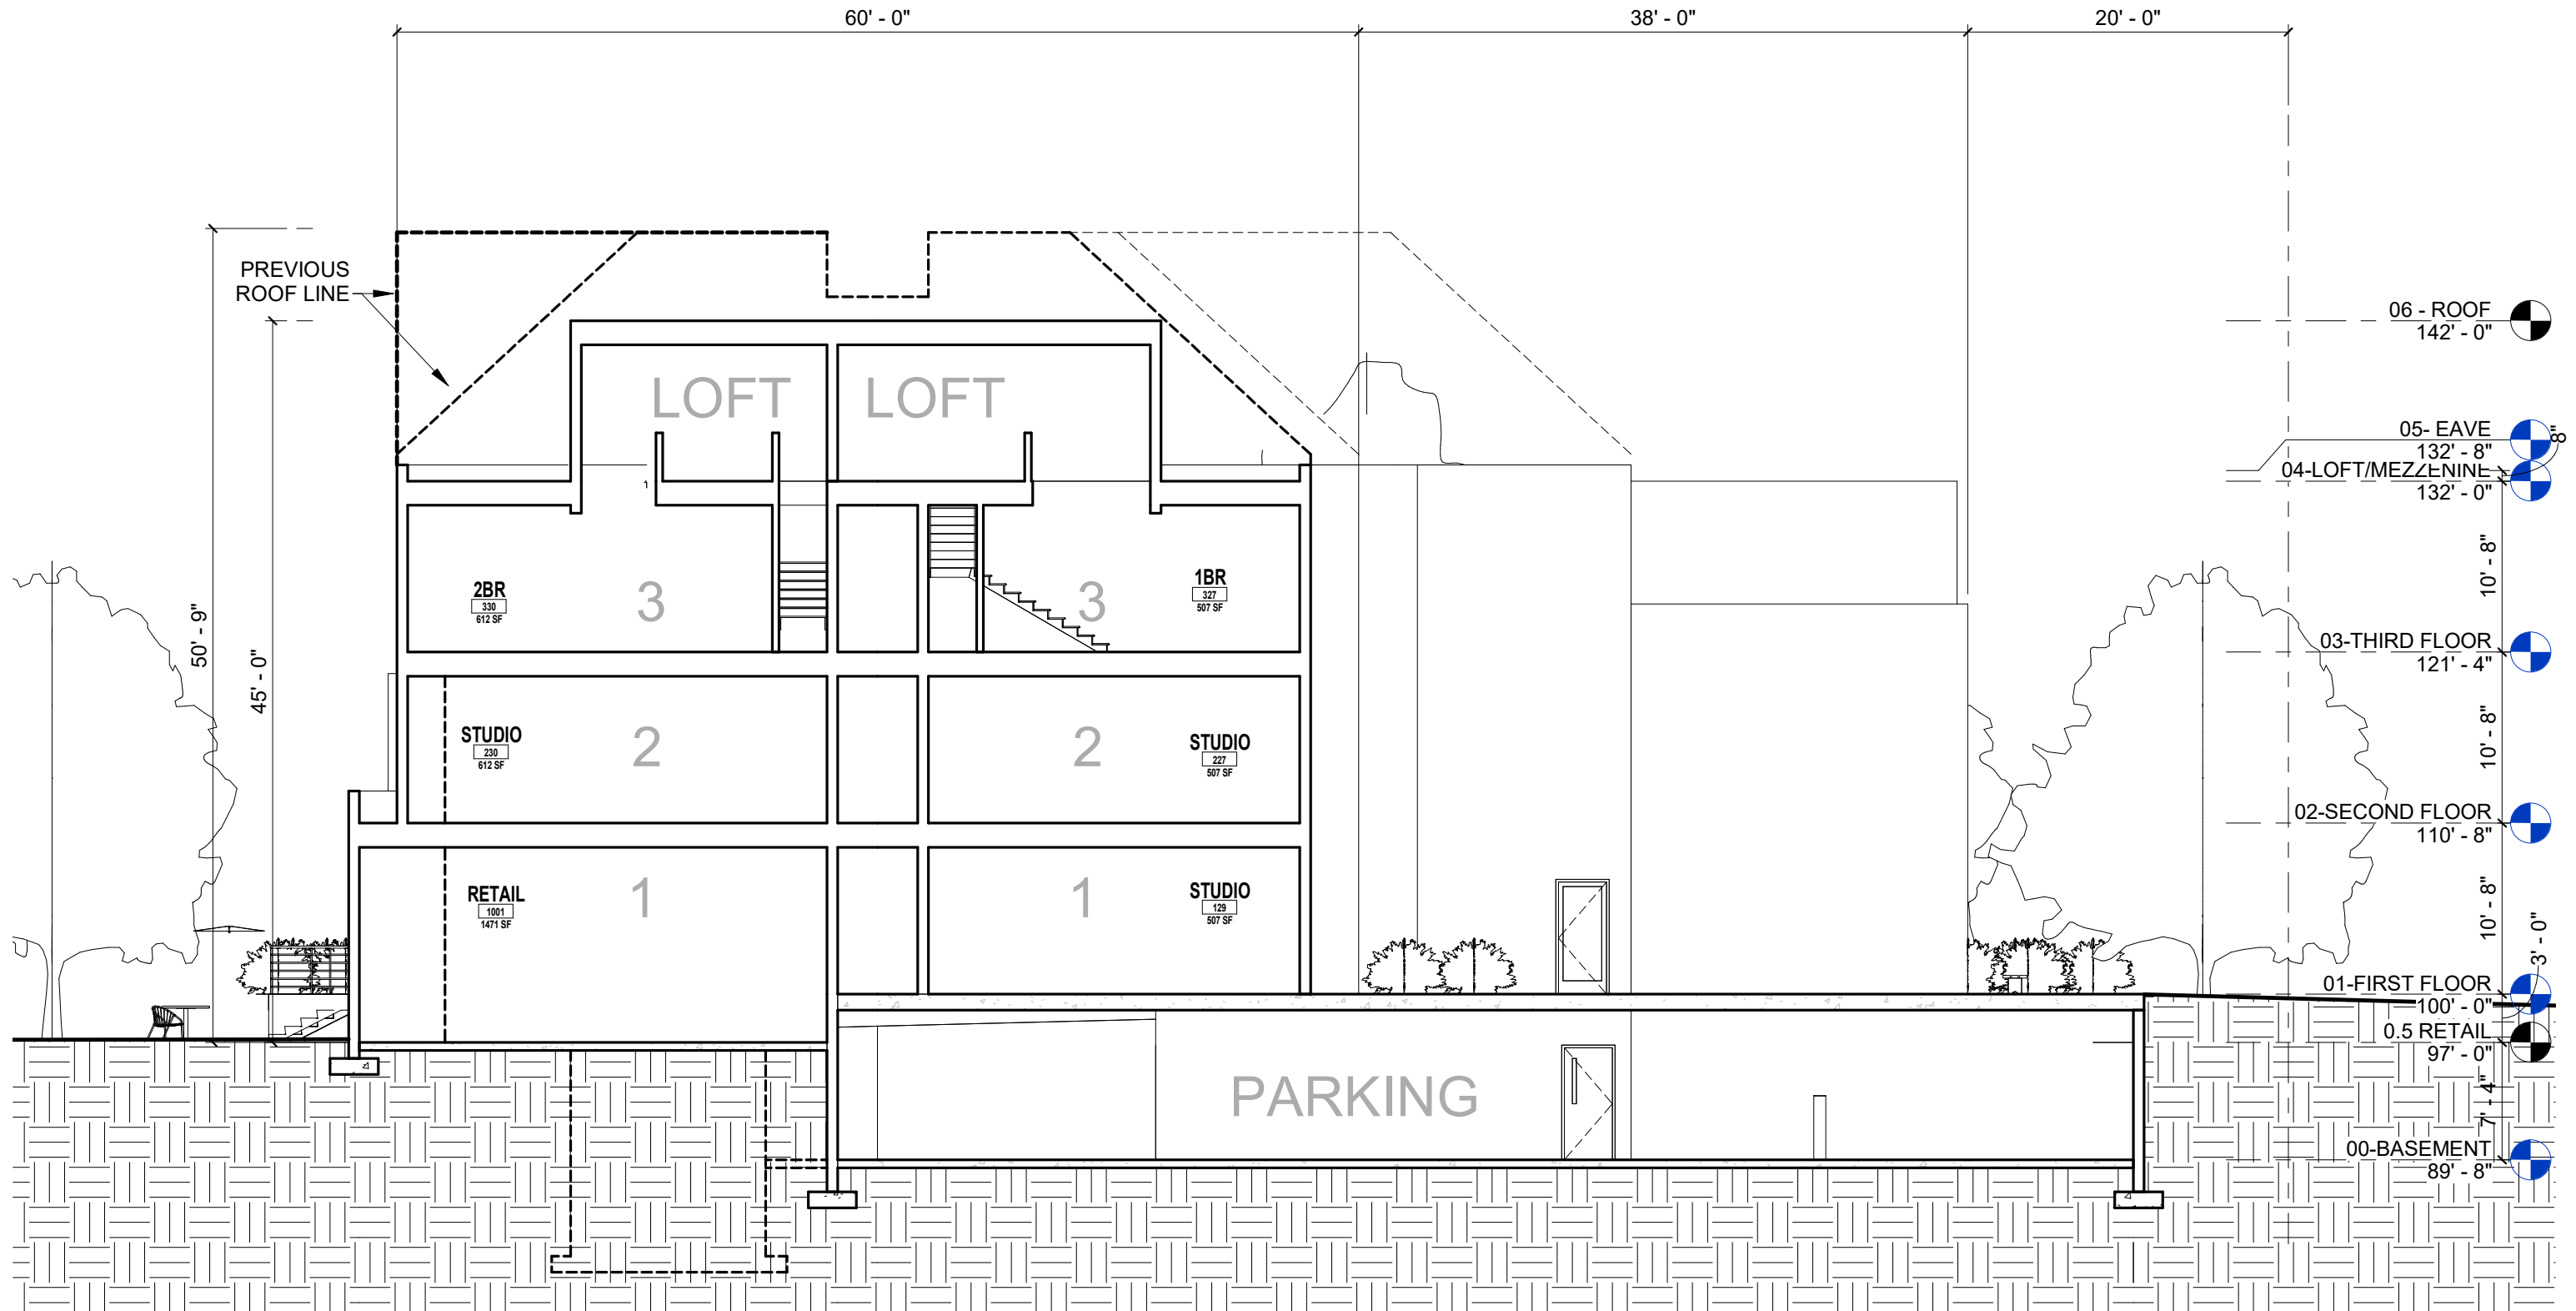 60' - 0"
38' - 0"
20' - 0"
PREVIOUS
ROOF LINE
50' - 9"
45' - 0"
LOFT
LOFT
2BR
330
612 SF
3
3
1BR
327
507 SF
STUDIO
230
612 SF
2
2
STUDIO
227
507 SF
RETAIL
1001
1471 SF
1
1
STUDIO
129
507 SF
PARKING
06 - ROOF
142' - 0"
05- EAVE
132' - 8"
8"
04-LOFT/MEZZENINE
132' - 0"
10' - 8"
03-THIRD FLOOR
121' - 4"
10' - 8"
02-SECOND FLOOR
110' - 8"
10' - 8"
3' - 0"
01-FIRST FLOOR
100' - 0"
0.5 RETAIL
97' - 0"
7' - 4"
00-BASEMENT
89' - 8"